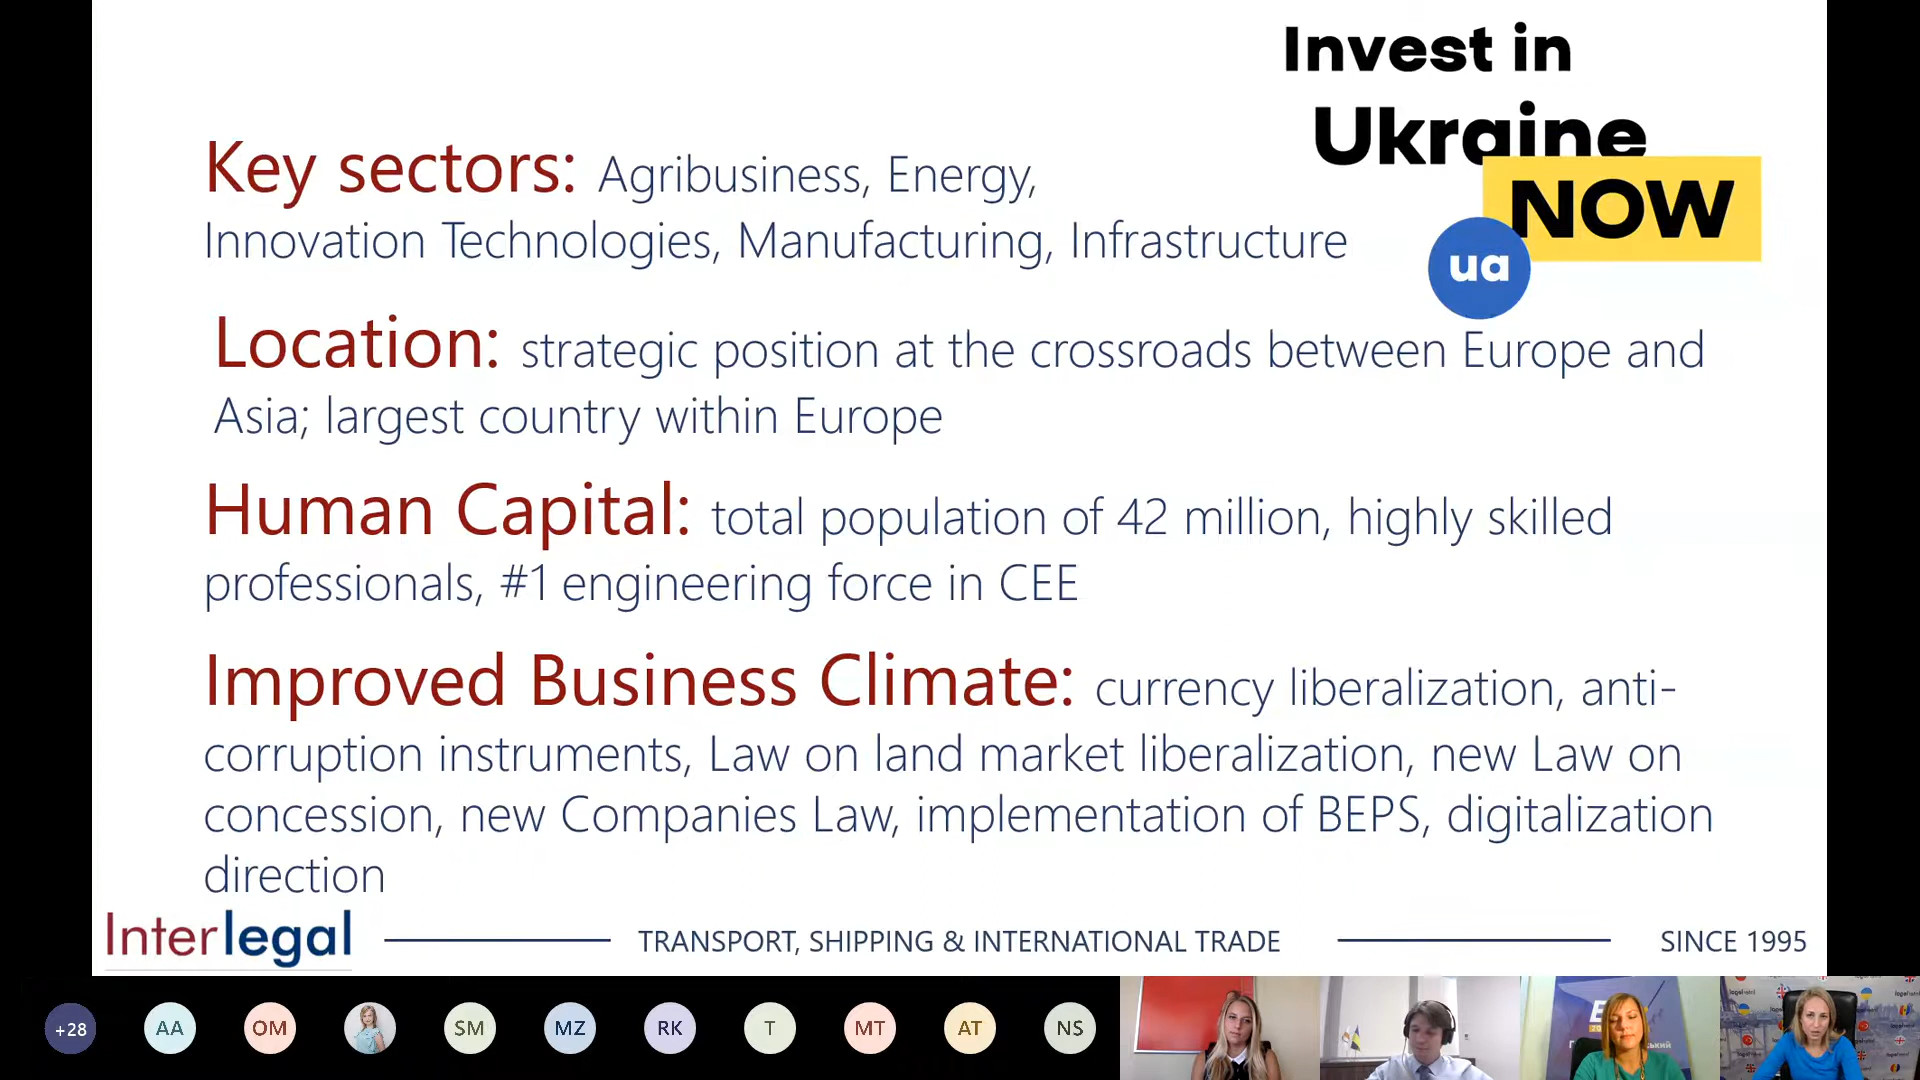 Invest in
Ukraine
NOW
ua
Key sectors: Agribusiness, Energy,
Innovation Technologies, Manufacturing, Infrastructure
Location: strategic position at the crossroads between Europe and
Asia; largest country within Europe
Human Capital: total population of 42 million, highly skilled
professionals, #1 engineering force in CEE
Improved Business Climate: currency liberalization, anti-
corruption instruments, Law on land market liberalization, new Law on
concession, new Companies Law, implementation of BEPS, digitalization
direction
Interlegal
TRANSPORT, SHIPPING & INTERNATIONAL TRADE
SINCE 1995
+28
AA
OM
SM
MZ
RK
T
MT
AT
NS